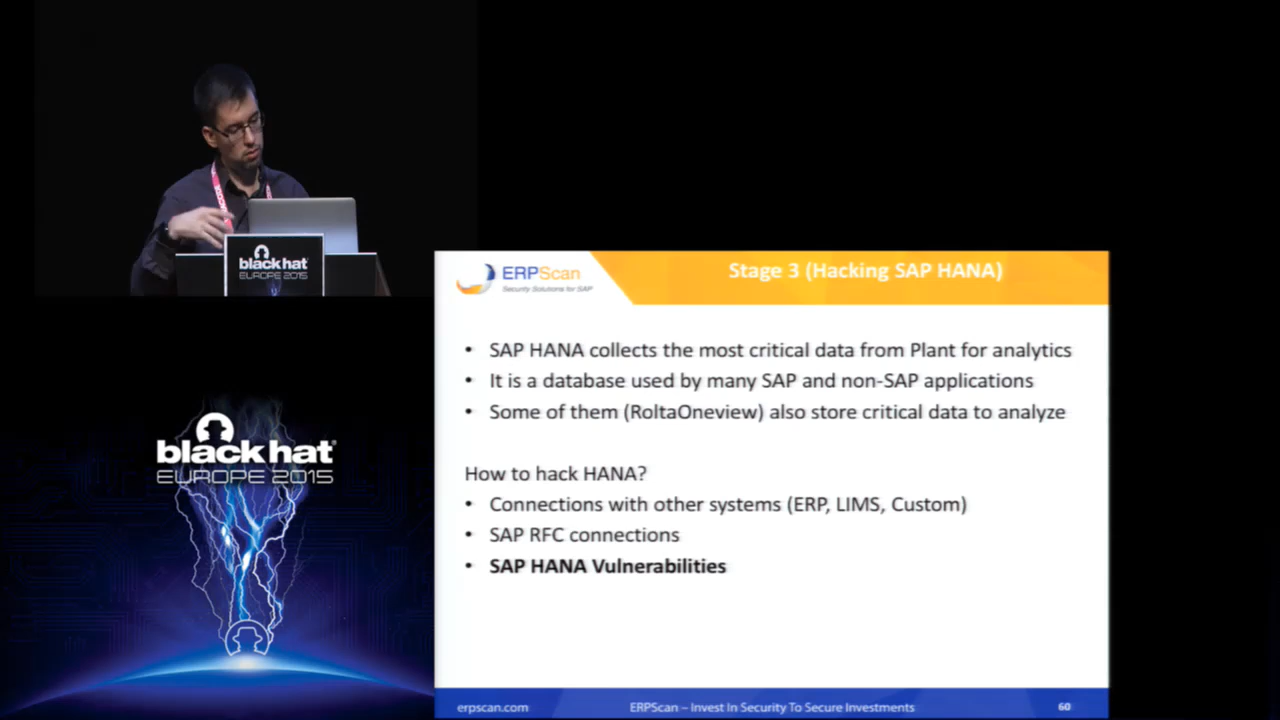 black hat
EUROPE 2015
ERPScan
Security Solutions for SAP
Stage 3 (Hacking SAP HANA)
• SAP HANA collects the most critical data from Plant for analytics
• It is a database used by many SAP and non-SAP applications
• Some of them (RoltaOneview) also store critical data to analyze
How to hack HANA?
• Connections with other systems (ERP, LIMS, Custom)
• SAP RFC connections
• SAP HANA Vulnerabilities
erpscan.com
ERPScan – Invest In Security To Secure Investments
60
black hat
EUROPE 2015